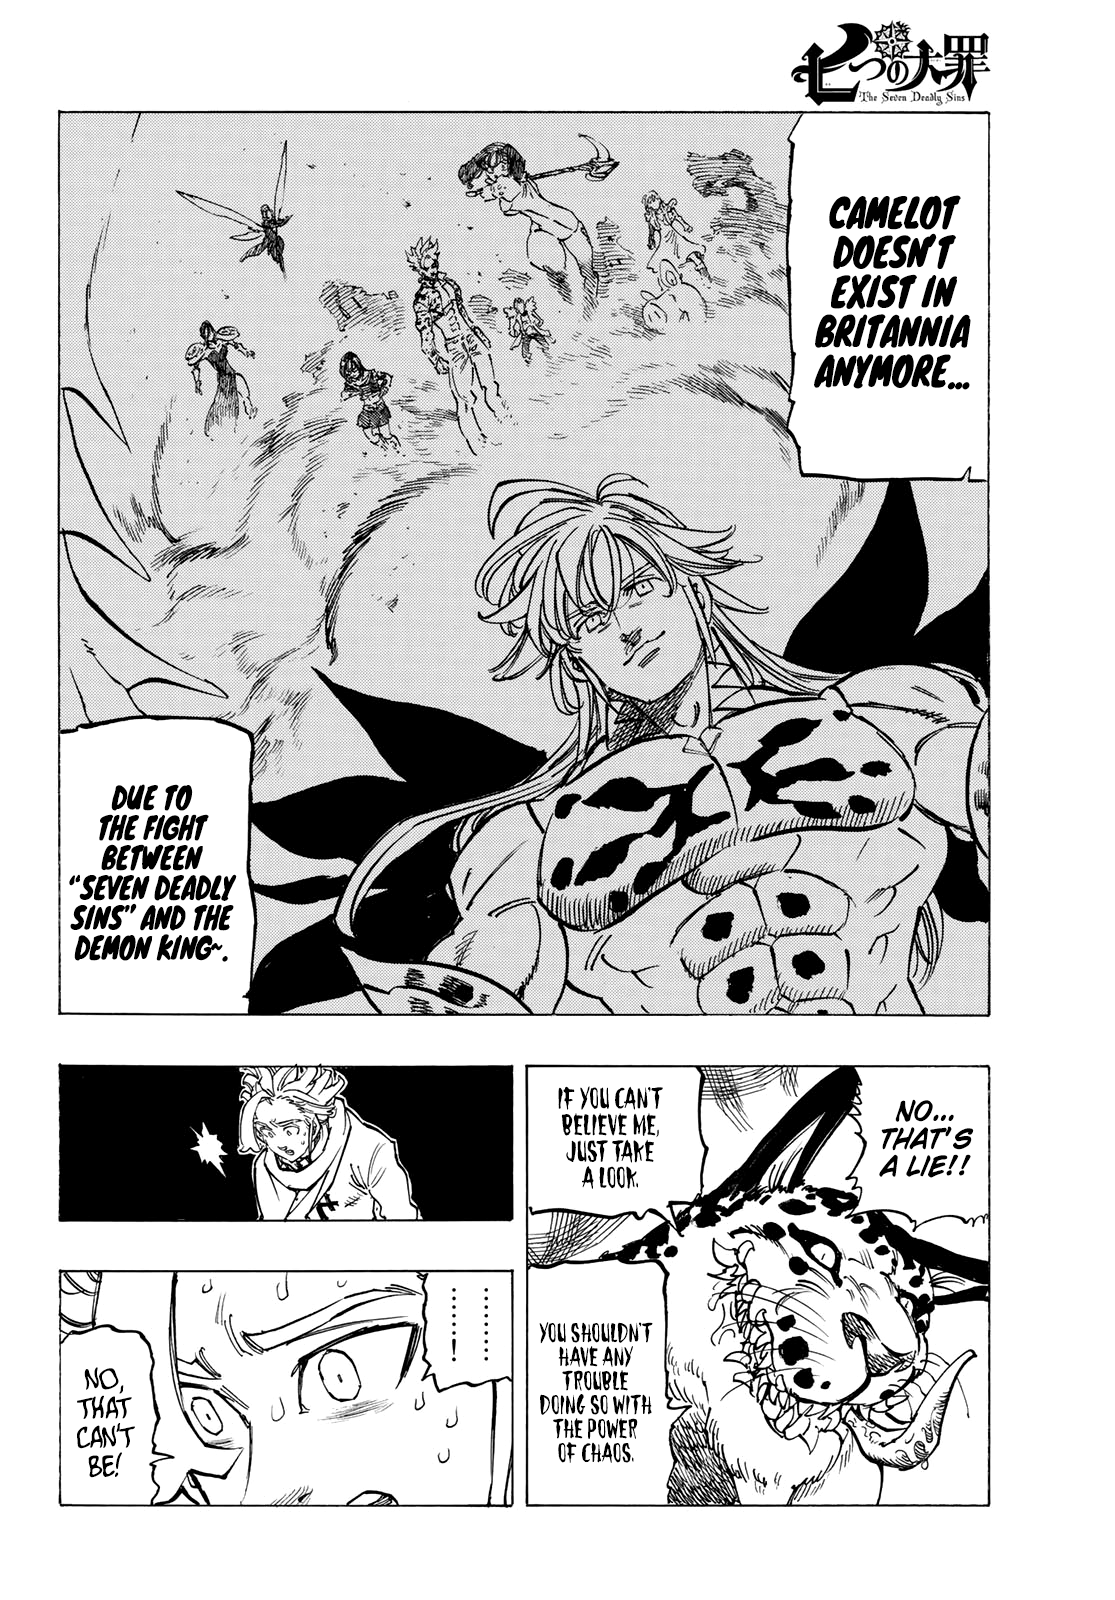 七つの大罪
The Seven Deadly Sins
CAMELOT
DOESN'T
EXIST IN
BRITANNIA
ANYMORE...
DUE TO
THE FIGHT
BETWEEN
"SEVEN DEADLY
SINS" AND THE
DEMON KING~.
NO...
THAT'S
A LIE!!
IF YOU CAN'T
BELIEVE ME,
JUST TAKE
A LOOK.
YOU SHOULDN'T
HAVE ANY
TROUBLE
DOING SO WITH
THE POWER
OF CHAOS.
.........
......!
NO,
THAT
CAN'T
BE!